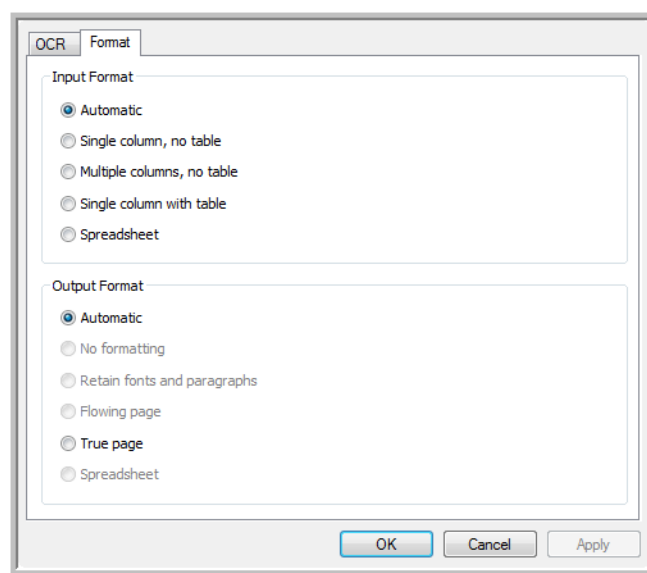 OCR Format
Input Format
Automatic
Single column, no table
Multiple columns, no table
Single column with table
Spreadsheet
Output Format
Automatic
No formatting
Retain fonts and paragraphs
Flowing page
True page
Spreadsheet
OK Cancel Apply